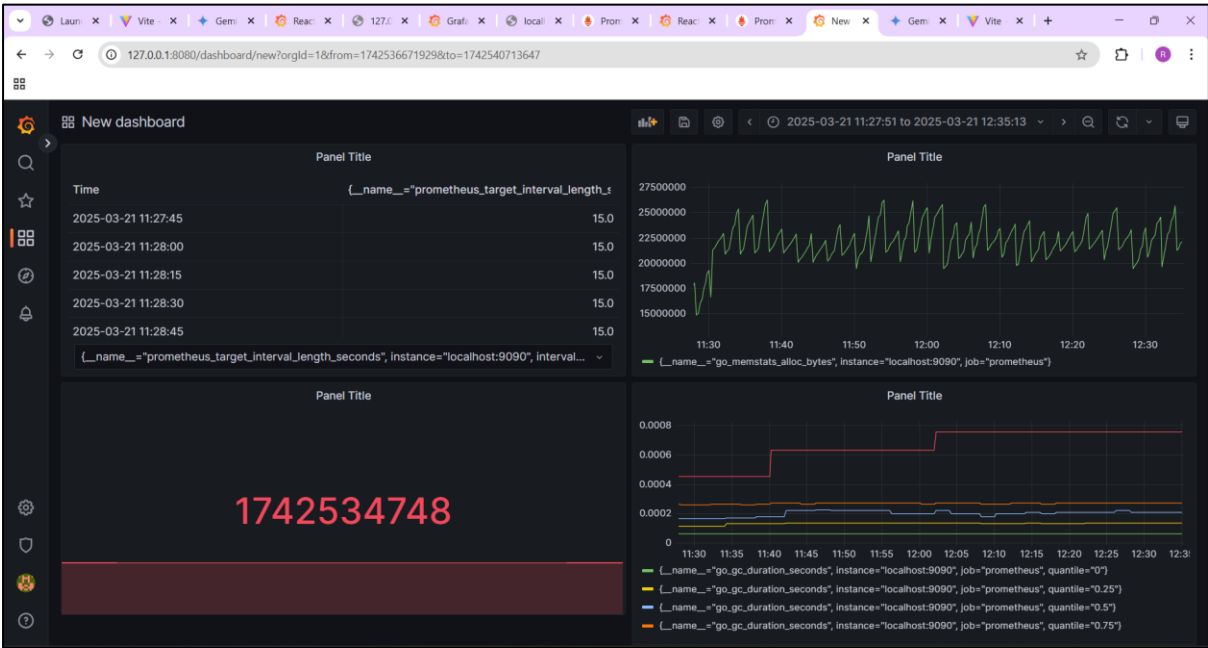 Laun
Vite -
Gemi
React
127.0
Grafa
locali
Prom
React
Prom
New
Gemi
Vite
127.0.0.1:8080/dashboard/new?orgId=1&from=1742536671929&to=1742540713647
R
New dashboard
2025-03-21 11:27:51 to 2025-03-21 12:35:13
Panel Title
Time {__name__="prometheus_target_interval_length_s
2025-03-21 11:27:45 15.0
2025-03-21 11:28:00 15.0
2025-03-21 11:28:15 15.0
2025-03-21 11:28:30 15.0
2025-03-21 11:28:45 15.0
{__name__="prometheus_target_interval_length_seconds", instance="localhost:9090", interval...
Panel Title
27500000
25000000
22500000
20000000
17500000
15000000
11:30 11:40 11:50 12:00 12:10 12:20 12:30
{__name__="go_memstats_alloc_bytes", instance="localhost:9090", job="prometheus"}
Panel Title
1742534748
Panel Title
0.0008
0.0006
0.0004
0.0002
0
11:30 11:35 11:40 11:45 11:50 11:55 12:00 12:05 12:10 12:15 12:20 12:25 12:30 12:3
{__name__="go_gc_duration_seconds", instance="localhost:9090", job="prometheus", quantile="0"}
{__name__="go_gc_duration_seconds", instance="localhost:9090", job="prometheus", quantile="0.25"}
{__name__="go_gc_duration_seconds", instance="localhost:9090", job="prometheus", quantile="0.5"}
{__name__="go_gc_duration_seconds", instance="localhost:9090", job="prometheus", quantile="0.75"}